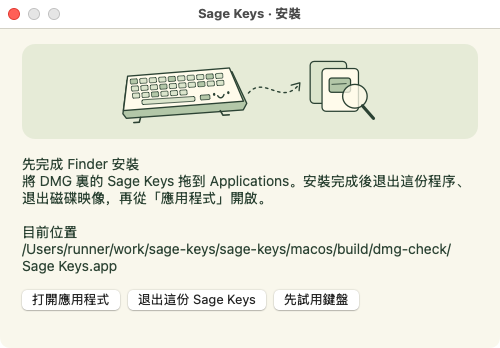 Sage Keys · 安裝
先完成 Finder 安裝
將 DMG 裏的 Sage Keys 拖到 Applications。安裝完成後退出這份程序、
退出磁碟映像，再從「應用程式」開啟。
目前位置
/Users/runner/work/sage-keys/sage-keys/macos/build/dmg-check/
Sage Keys.app
打開應用程式
退出這份 Sage Keys
先試用鍵盤